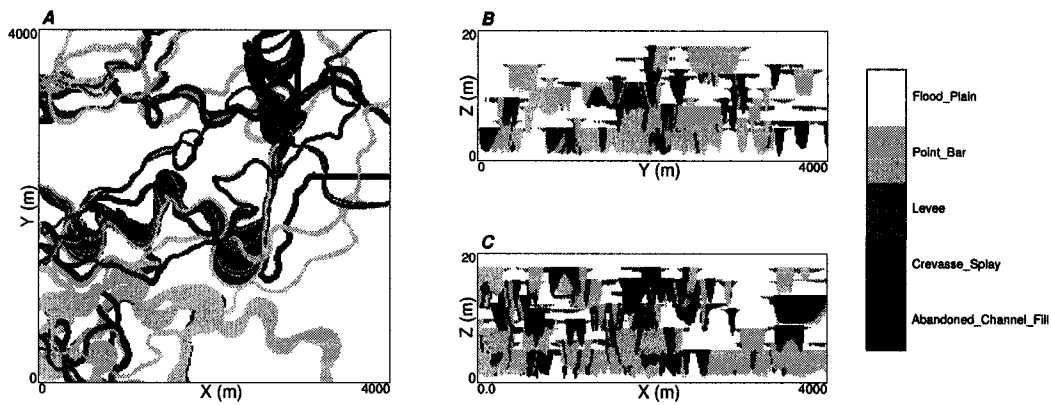 A
4000
Y (m)
0
0
X (m)
4000
B
20
Z (m)
0
0
Y (m)
4000
C
20
Z (m)
0
0.0
X (m)
4000
Flood_Plain
Point_Bar
Levee
Crevasse_Splay
Abandoned_Channel_Fill